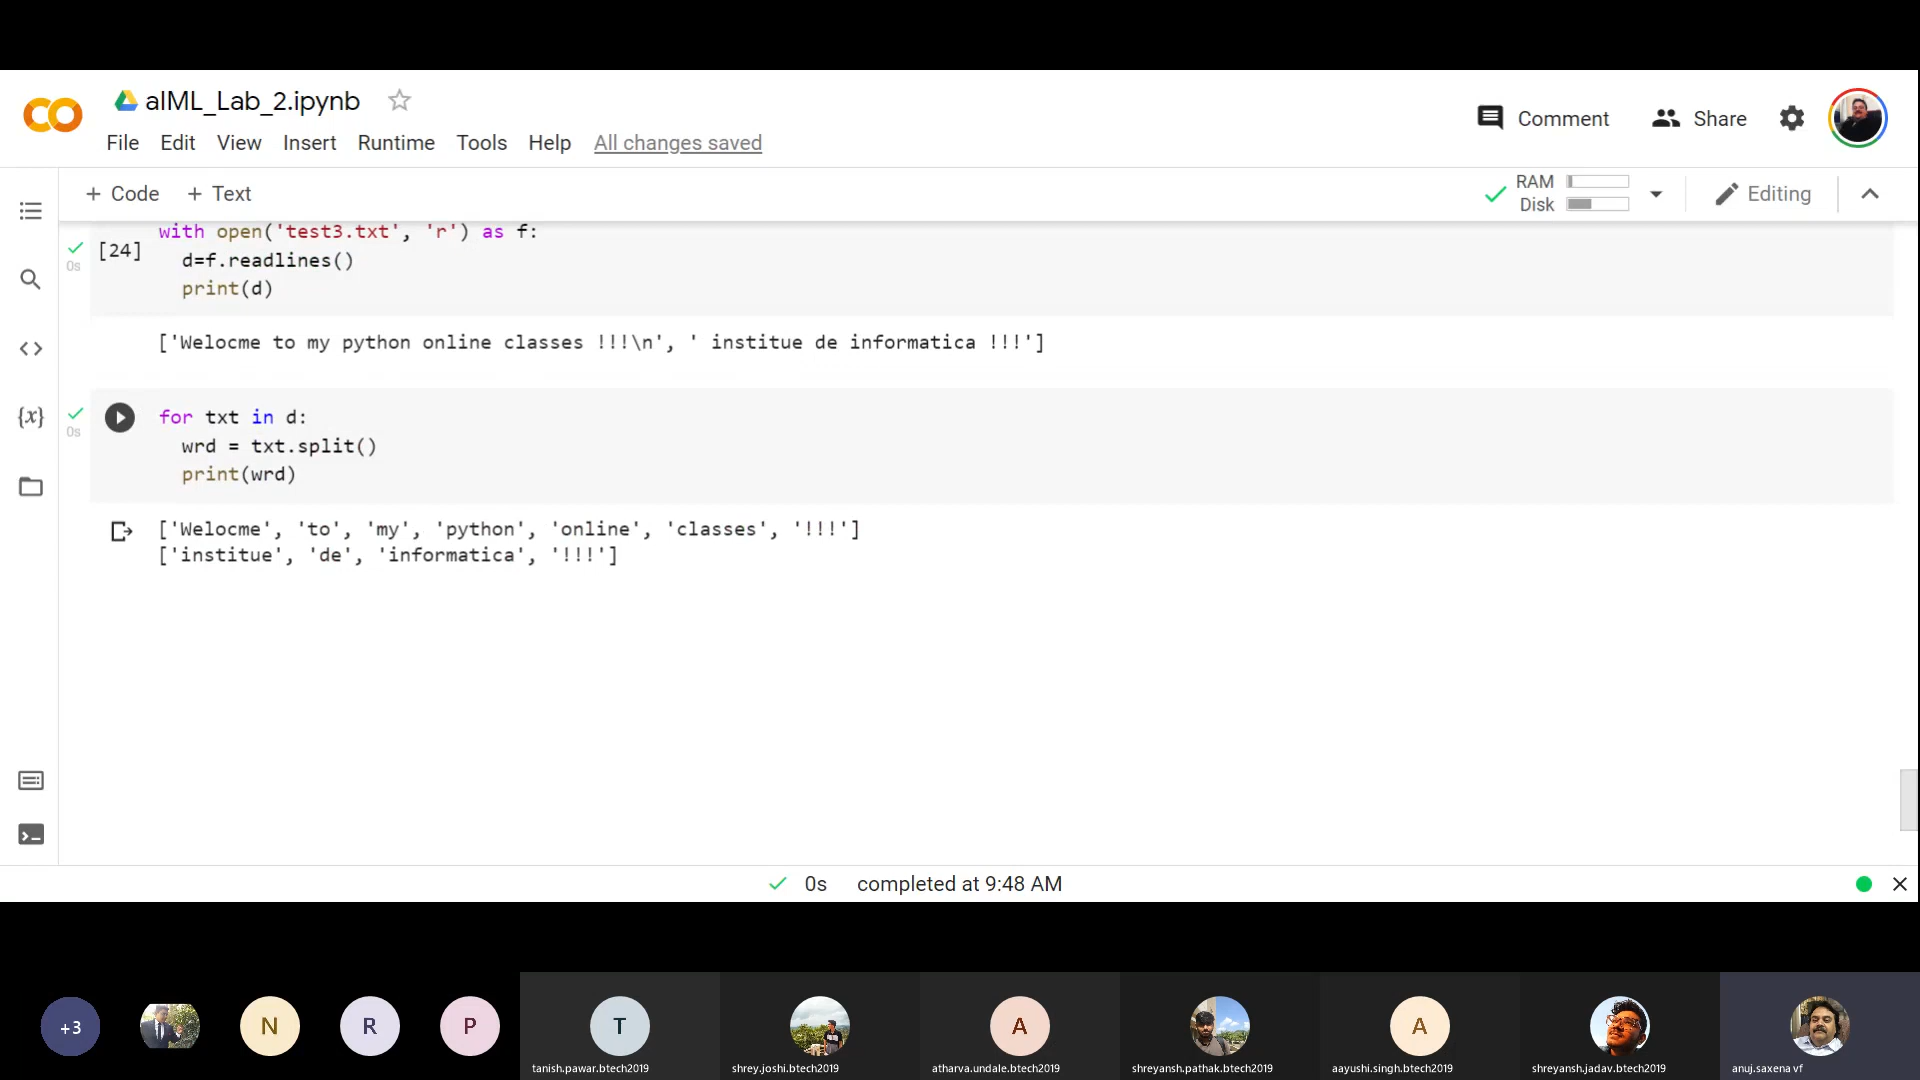 aIML_Lab_2.ipynb
Comment
Share
File Edit View Insert Runtime Tools Help All changes saved
+ Code + Text
RAM
Disk
Editing
0s
[24]
with open('test3.txt', 'r') as f:
d=f.readlines()
print(d)
['Welocme to my python online classes !!!\n', ' institue de informatica !!!']
0s
for txt in d:
wrd = txt.split()
print(wrd)
['Welocme', 'to', 'my', 'python', 'online', 'classes', '!!!']
['institue', 'de', 'informatica', '!!!']
{x}
0s completed at 9:48 AM
+3
N
R
P
T
A
A
tanish.pawar.btech2019
shrey.joshi.btech2019
atharva.undale.btech2019
shreyansh.pathak.btech2019
aayushi.singh.btech2019
shreyansh.jadav.btech2019
anuj.saxena vf